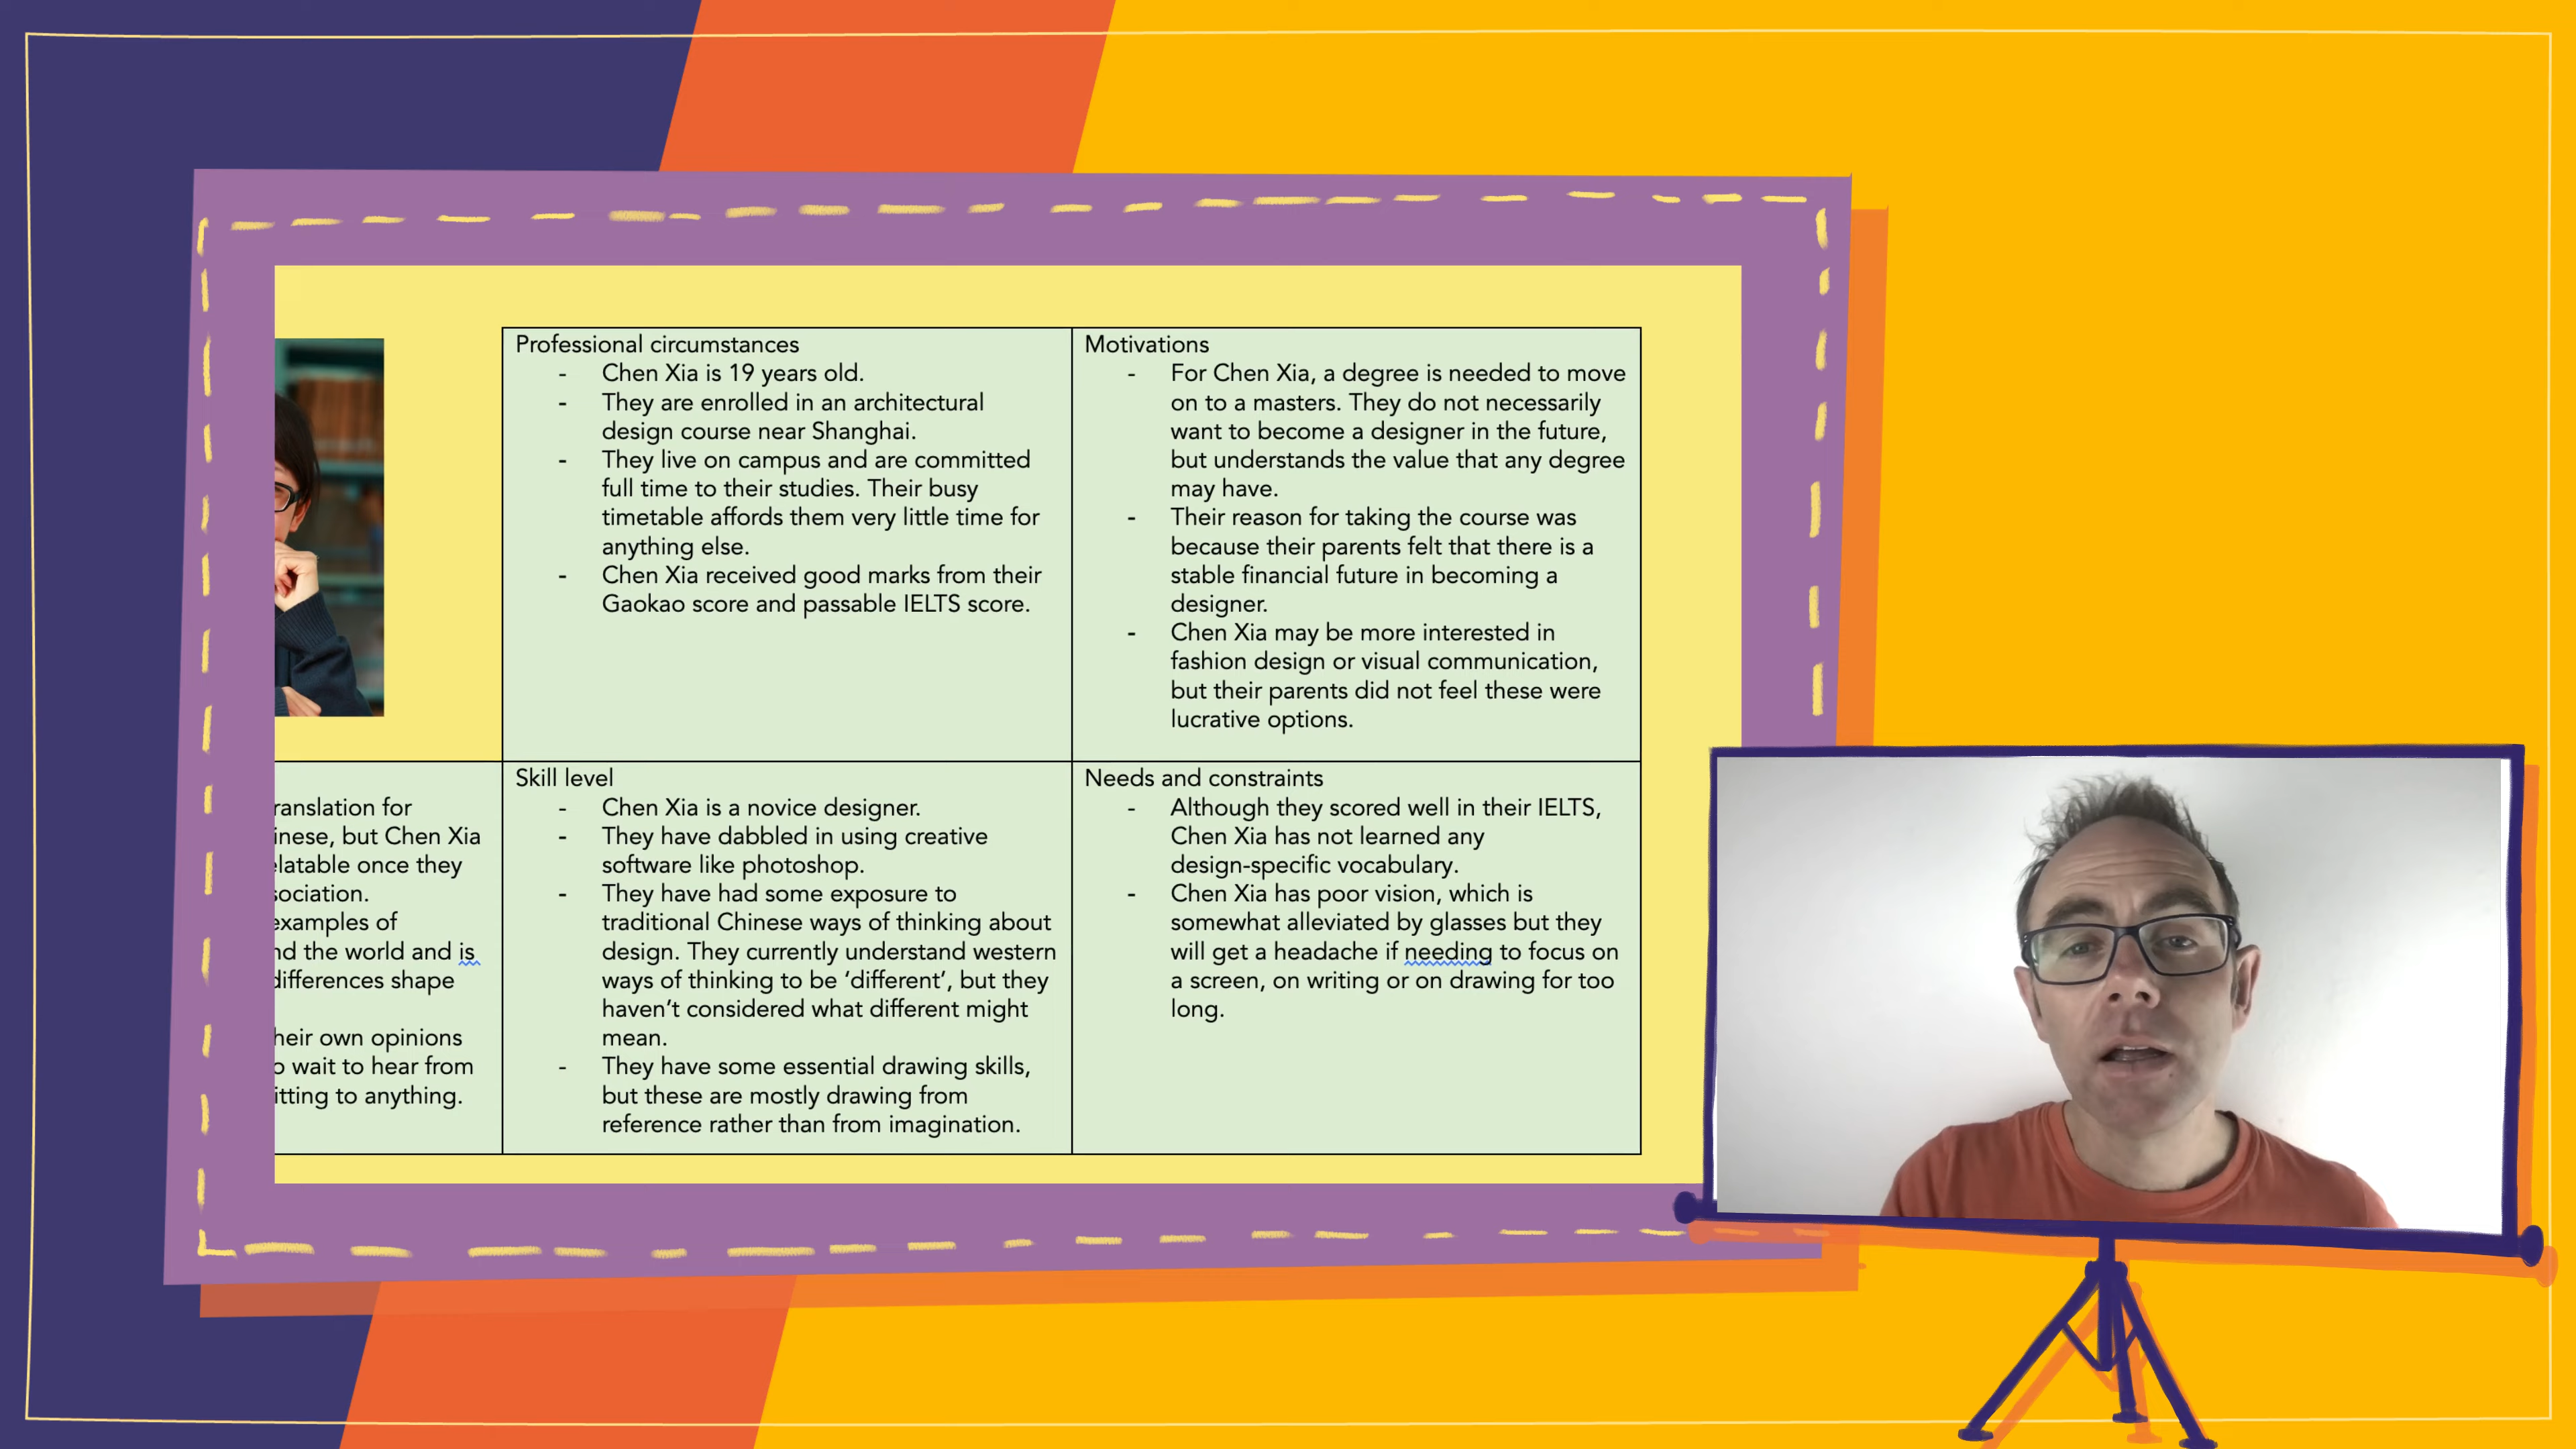 Professional circumstances
- Chen Xia is 19 years old.
- They are enrolled in an architectural
design course near Shanghai.
- They live on campus and are committed
full time to their studies. Their busy
timetable affords them very little time for
anything else.
- Chen Xia received good marks from their
Gaokao score and passable IELTS score.
Motivations
- For Chen Xia, a degree is needed to move
on to a masters. They do not necessarily
want to become a designer in the future,
but understands the value that any degree
may have.
- Their reason for taking the course was
because their parents felt that there is a
stable financial future in becoming a
designer.
- Chen Xia may be more interested in
fashion design or visual communication,
but their parents did not feel these were
lucrative options.
for
but Chen Xia
once they
of
the world and is
shape
own opinions
wait to hear from
to anything.
Skill level
- Chen Xia is a novice designer.
- They have dabbled in using creative
software like photoshop.
- They have had some exposure to
traditional Chinese ways of thinking about
design. They currently understand western
ways of thinking to be ‘different’, but they
haven’t considered what different might
mean.
- They have some essential drawing skills,
but these are mostly drawing from
reference rather than from imagination.
Needs and constraints
- Although they scored well in their IELTS,
Chen Xia has not learned any
design-specific vocabulary.
- Chen Xia has poor vision, which is
somewhat alleviated by glasses but they
will get a headache if needing to focus on
a screen, on writing or on drawing for too
long.